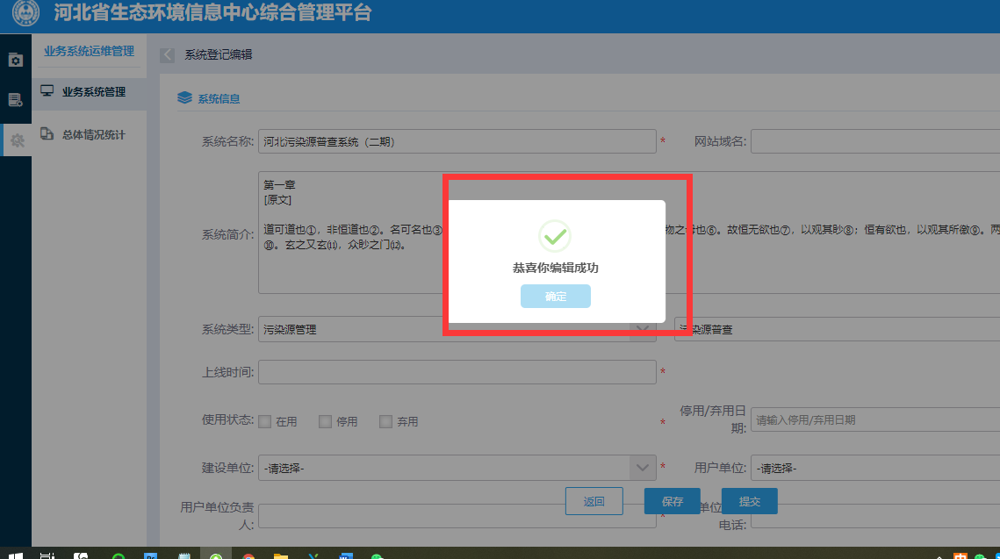 河北省生态环境信息中心综合管理平台
业务系统运维管理
业务系统管理
总体情况统计
系统登记编辑
系统信息
系统名称: 河北污染源普查系统（二期） * 网站域名:
系统简介:
第一章
[原文]
道可道也①，非恒道也②。名可名也③ 物之母也⑥。故恒无欲也⑦，以观其眇⑧；恒有欲也，以观其所徼⑨。两
⑩。玄之又玄⑾，众眇之门⑿。
恭喜你编辑成功
确定
系统类型: 污染源管理 污染源普查
上线时间: *
使用状态: 在用 停用 弃用 * 停用/弃用日期: 请输入停用/弃用日期
建设单位: -请选择- * 用户单位: -请选择-
用户单位负责人: * 单位
电话:
返回 保存 提交
中